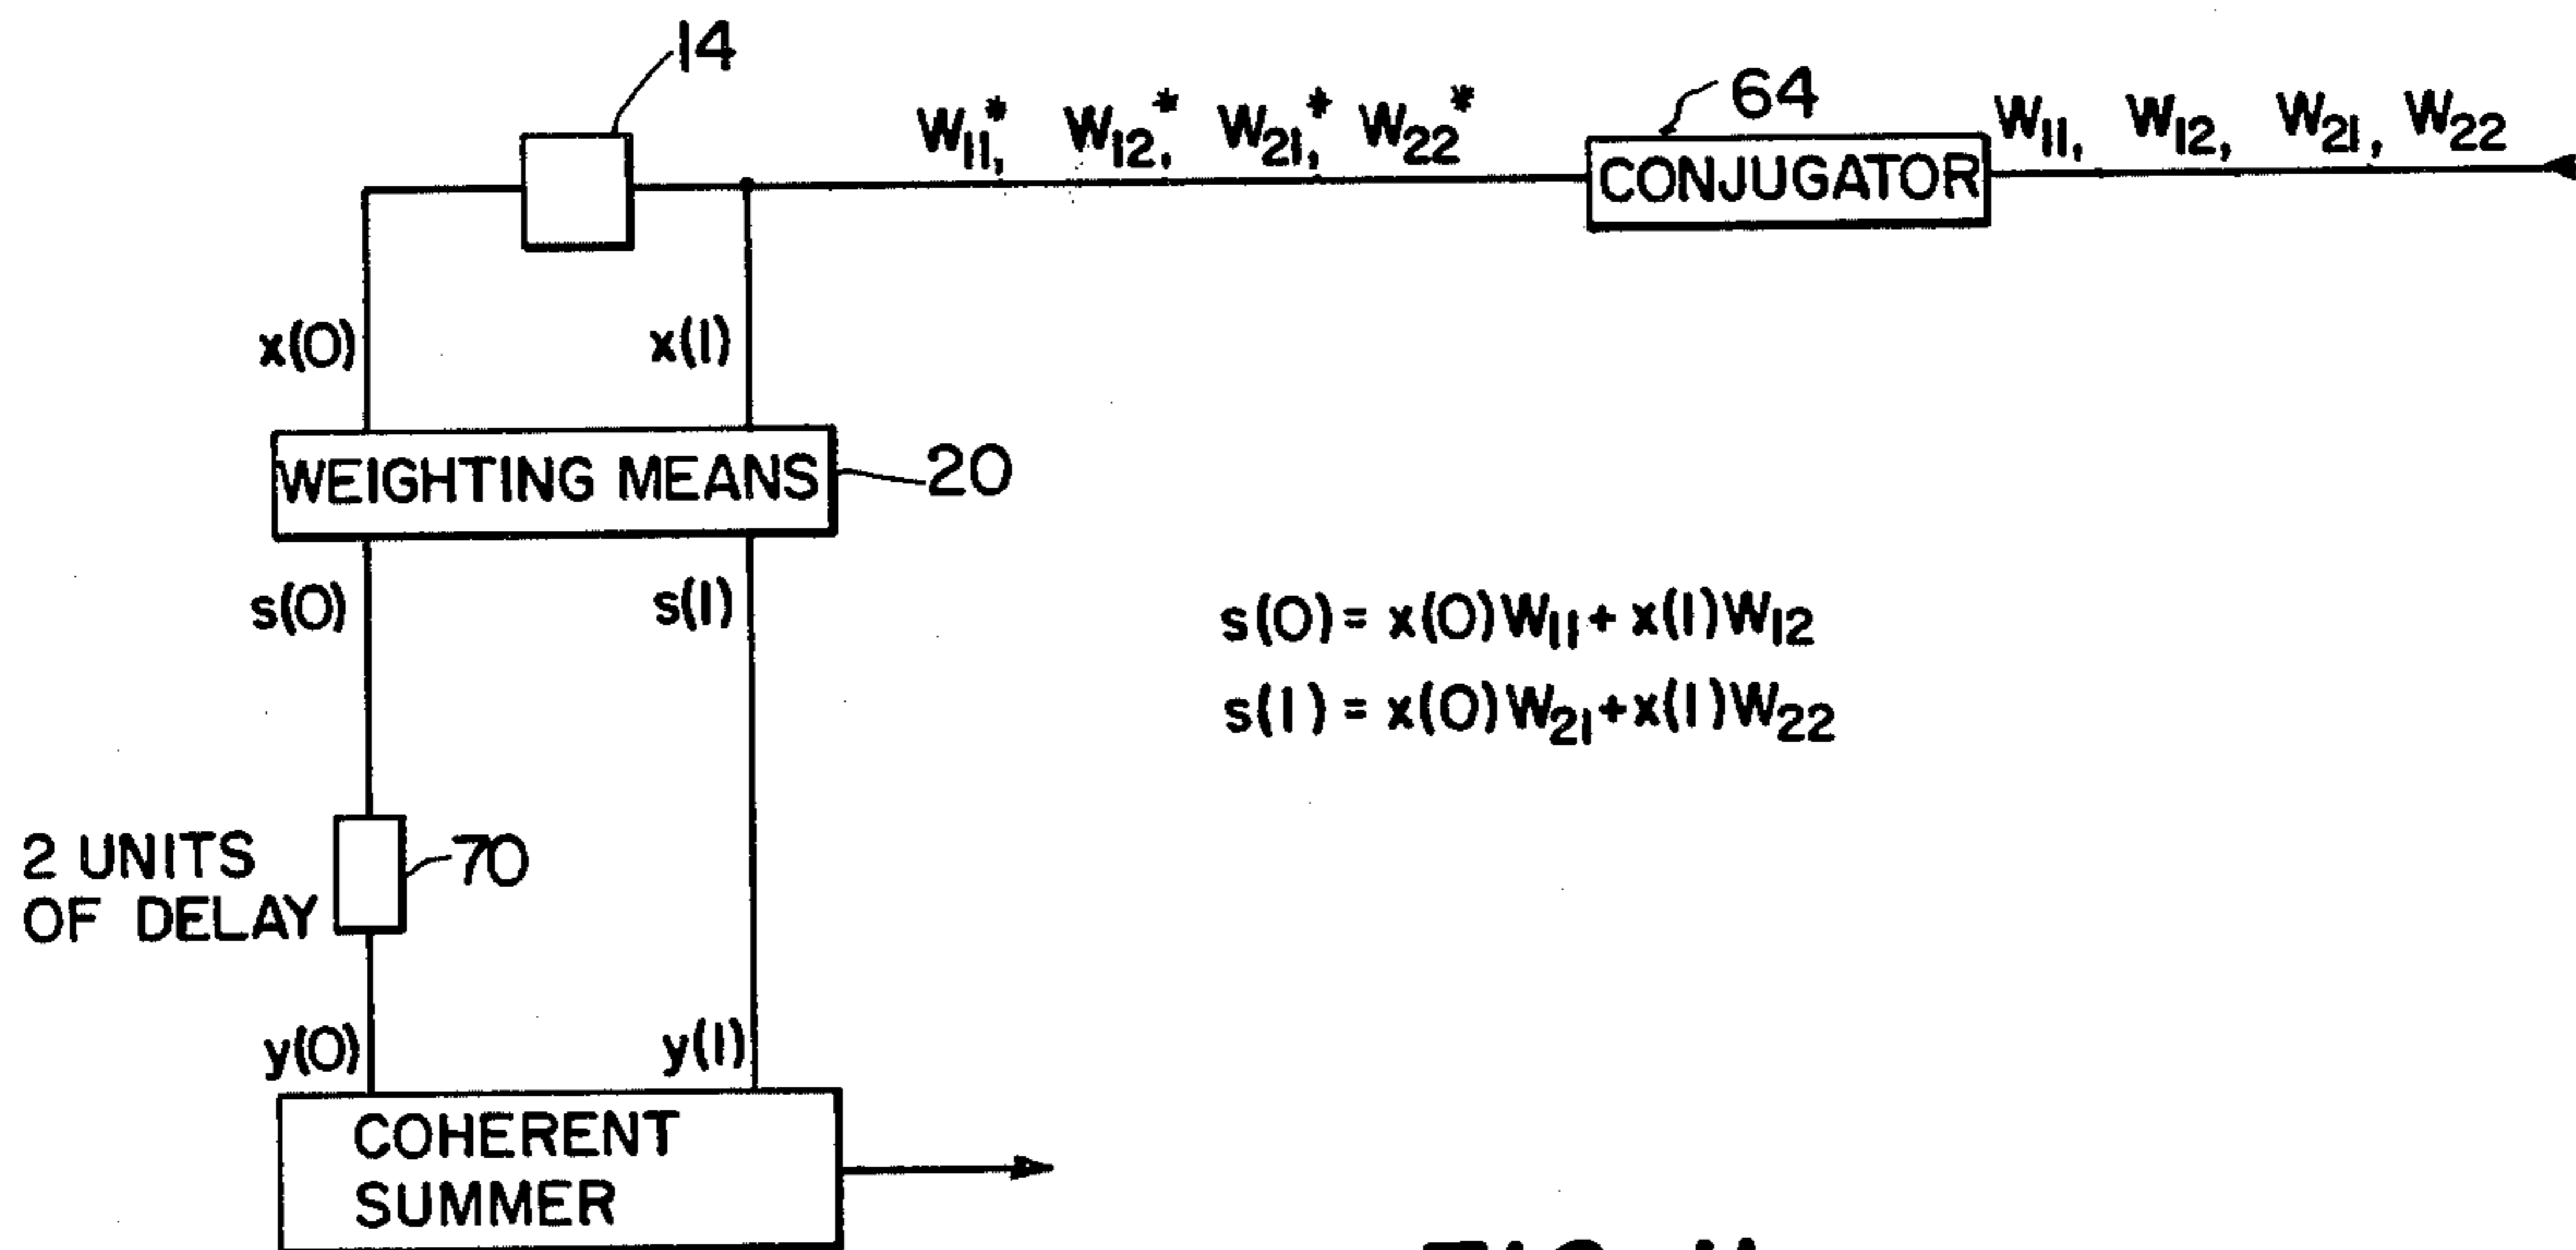 14
W11,* W12,* W21,* W22*
64
CONJUGATOR
W11, W12, W21, W22
x(0)
x(1)
WEIGHTING MEANS
20
s(0)
s(1)
s(0) = x(0)W11 + x(1)W12
s(1) = x(0)W21 + x(1)W22
2 UNITS
OF DELAY
70
y(0)
y(1)
COHERENT
SUMMER